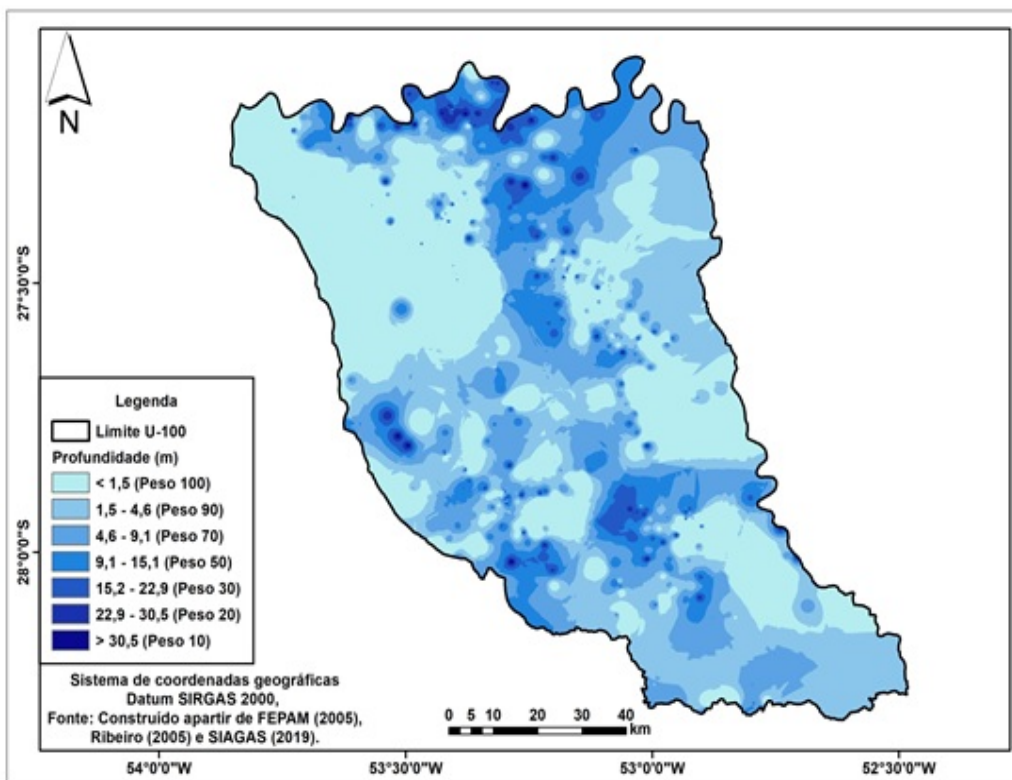 N
27°30'0"S
28°0'0"S
Legenda
Limite U-100
Profundidade (m)
< 1,5 (Peso 100)
1,5 - 4,6 (Peso 90)
4,6 - 9,1 (Peso 70)
9,1 - 15,1 (Peso 50)
15,2 - 22,9 (Peso 30)
22,9 - 30,5 (Peso 20)
> 30,5 (Peso 10)
Sistema de coordenadas geográficas
Datum SIRGAS 2000,
Fonte: Construído apartir de FEPAM (2005),
Ribeiro (2005) e SIAGAS (2019).
0 5 10 20 30 40
km
54°0'0"W 53°30'0"W 53°0'0"W 52°30'0"W